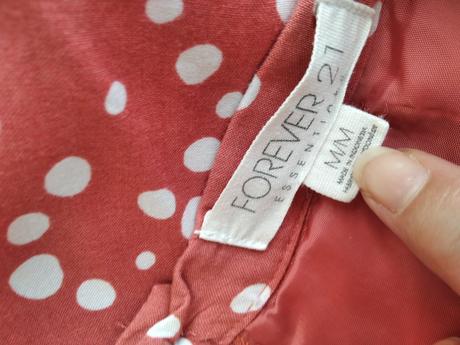 FOREVER 21
ESSENTIALS
M/M
MADE IN INDONESIA